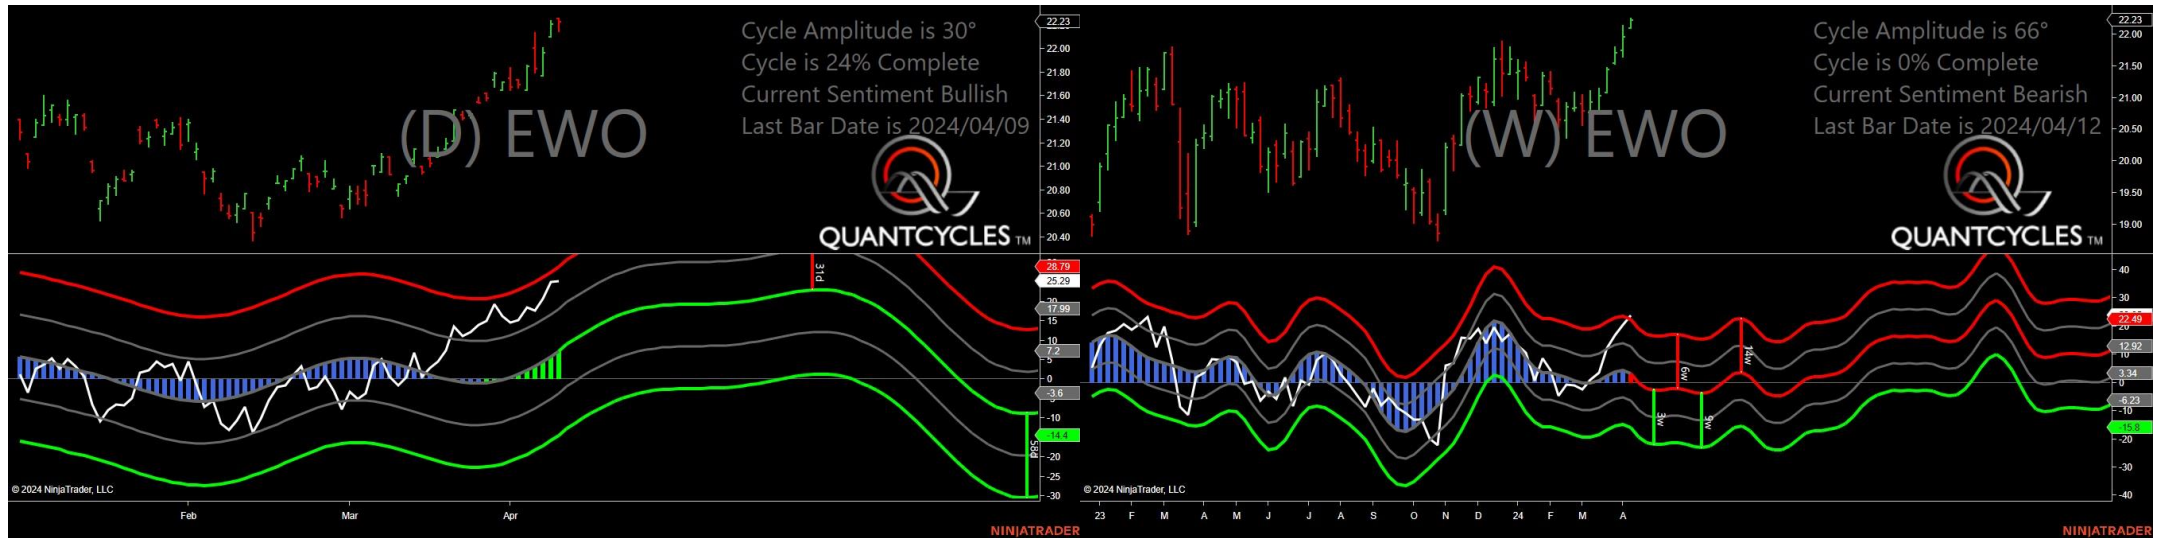 Cycle Amplitude is 30°
Cycle is 24% Complete
Current Sentiment Bullish
Last Bar Date is 2024/04/09
(D) EWO
QUANTCYCLES TM
22.23
22.00
21.80
21.60
21.40
21.20
21.00
20.80
20.60
20.40
31d
58d
28.79
25.29
17.99
15
10
7.2
5
0
-3.6
-10
-14.4
-20
-25
-30
© 2024 NinjaTrader, LLC
Feb Mar Apr
NINJATRADER
Cycle Amplitude is 66°
Cycle is 0% Complete
Current Sentiment Bearish
Last Bar Date is 2024/04/12
(W) EWO
QUANTCYCLES TM
22.23
22.00
21.50
21.00
20.50
20.00
19.50
19.00
3w
6w
9w
14w
40
30
22.49
20
12.92
10
3.34
0
-6.23
-10
-15.8
-20
-30
-40
© 2024 NinjaTrader, LLC
23 F M A M J J A S O N D 24 F M A
NINJATRADER